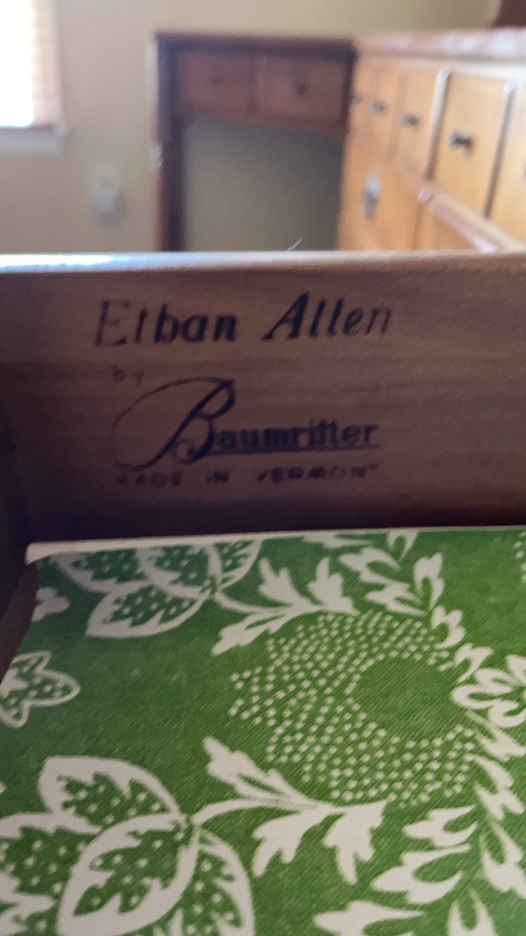 Ethan Allen
by
Baumritter
MADE IN VERMONT